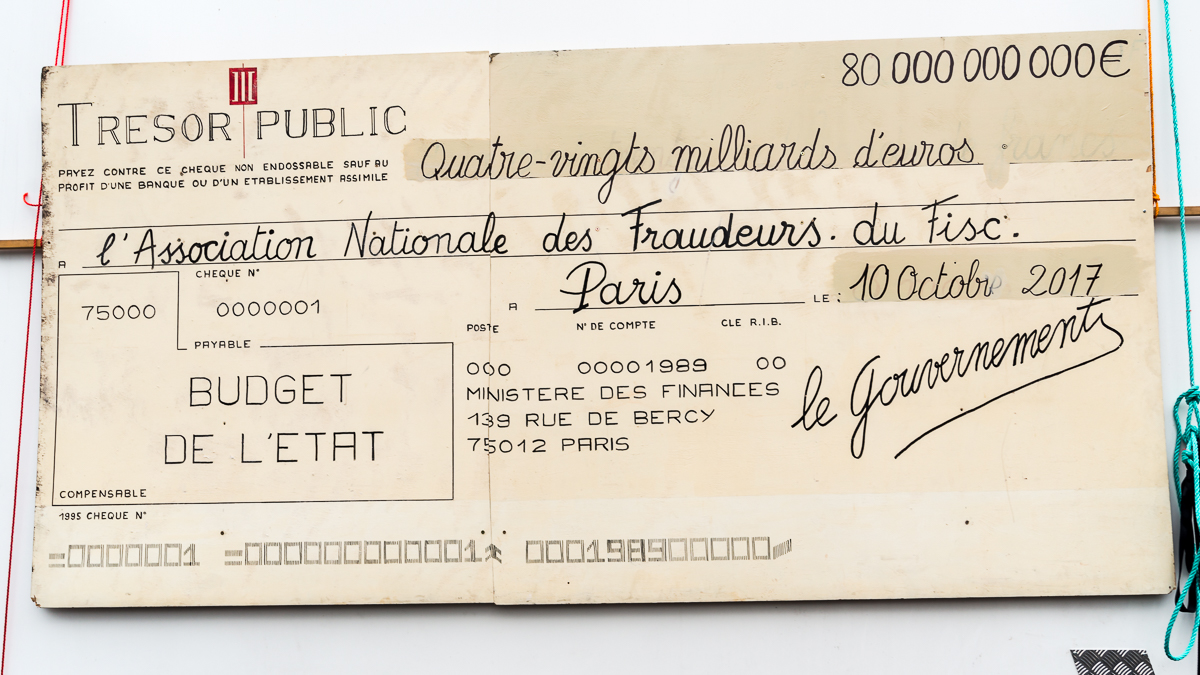 80 000 000 000€
TRESOR PUBLIC
PAYEZ CONTRE CE CHEQUE NON ENDOSSABLE SAUF AU
PROFIT D'UNE BANQUE OU D'UN ETABLISSEMENT ASSIMILE
Quatre-vingts milliards d'euros
A l'Association Nationale des Fraudeurs. du Fisc.
CHEQUE N°
75000 0000001
A Paris LE: 10 Octobre 2017
POSTE N° DE COMPTE CLE R.I.B.
PAYABLE
000 00001989 00
BUDGET
DE L'ETAT
MINISTERE DES FINANCES
139 RUE DE BERCY
75012 PARIS
le Gouvernement
COMPENSABLE
1995 CHEQUE N°
0000001 000000000001 000198900000